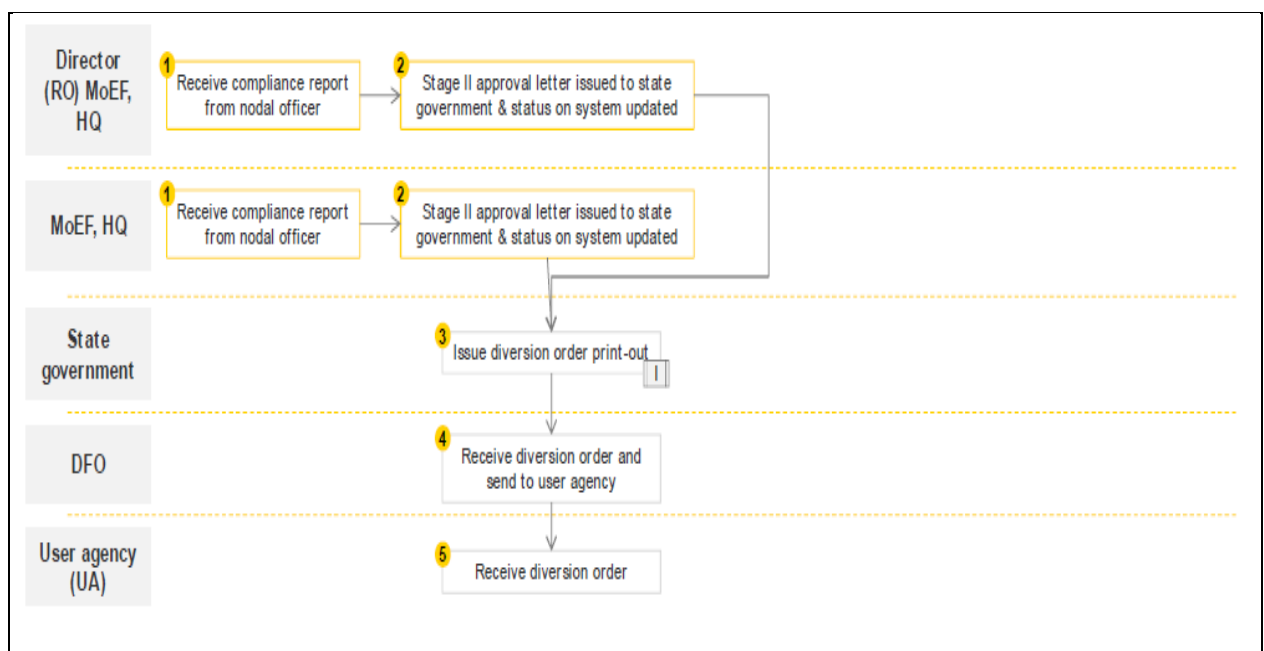 Director
(RO) MoEF,
HQ
1
Receive compliance report
from nodal officer
2
Stage II approval letter issued to state
government & status on system updated
MoEF, HQ
1
Receive compliance report
from nodal officer
2
Stage II approval letter issued to state
government & status on system updated
State
government
3
Issue diversion order print-out
I
DFO
4
Receive diversion order and
send to user agency
User agency
(UA)
5
Receive diversion order